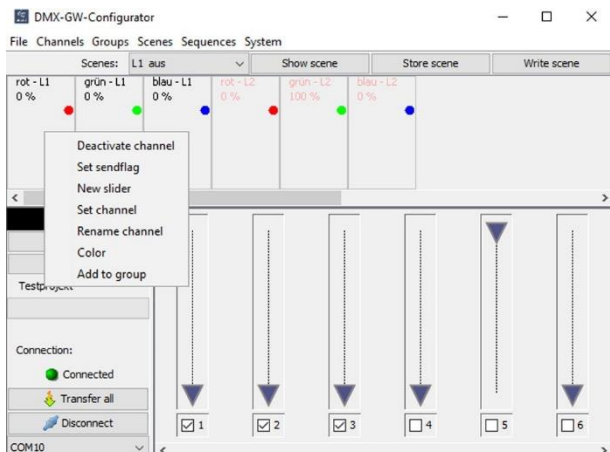 DMX-GW-Configurator
File Channels Groups Scenes Sequences System
Scenes: L1 aus Show scene Store scene Write scene
rot - L1 grün - L1 blau - L1 rot - L2 grün - L2 blau - L2
0 % 0 % 0 % 0 % 100 % 0 %
Deactivate channel
Set sendflag
New slider
Set channel
Rename channel
Color
Add to group
Testprojekt
Connection:
Connected
Transfer all
Disconnect
COM10
1 2 3 4 5 6